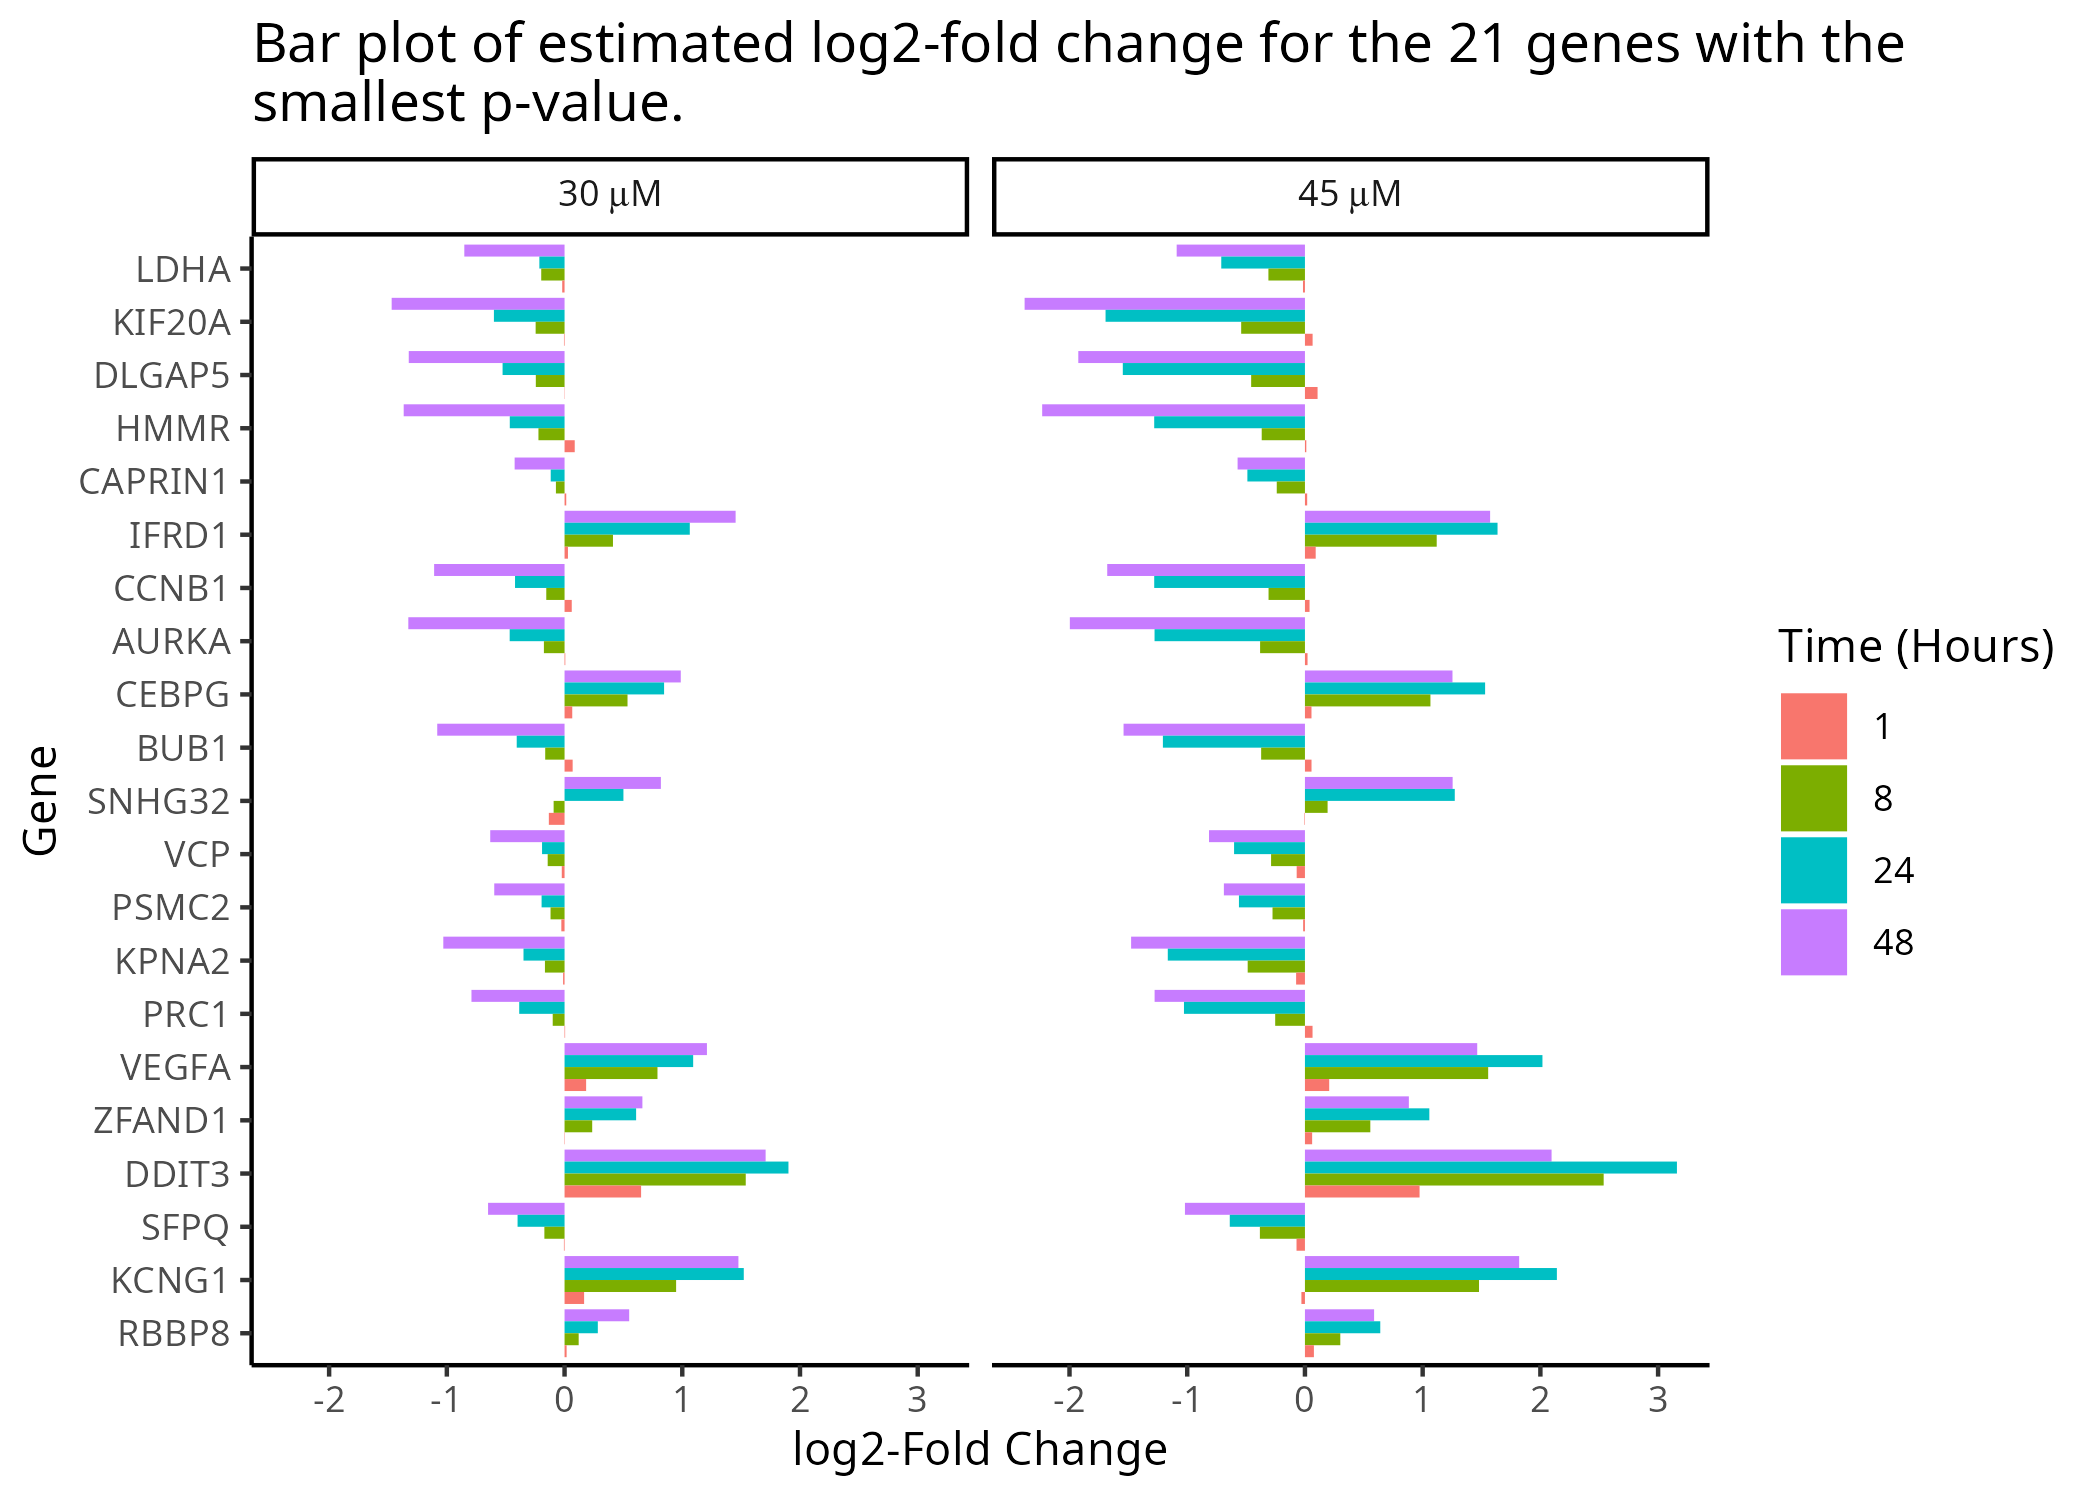 Bar plot of estimated log2-fold change for the 21 genes with the
smallest p-value.
30 μM
45 μM
Gene
LDHA
KIF20A
DLGAP5
HMMR
CAPRIN1
IFRD1
CCNB1
AURKA
CEBPG
BUB1
SNHG32
VCP
PSMC2
KPNA2
PRC1
VEGFA
ZFAND1
DDIT3
SFPQ
KCNG1
RBBP8
-2 -1 0 1 2 3
-2 -1 0 1 2 3
log2-Fold Change
Time (Hours)
1
8
24
48